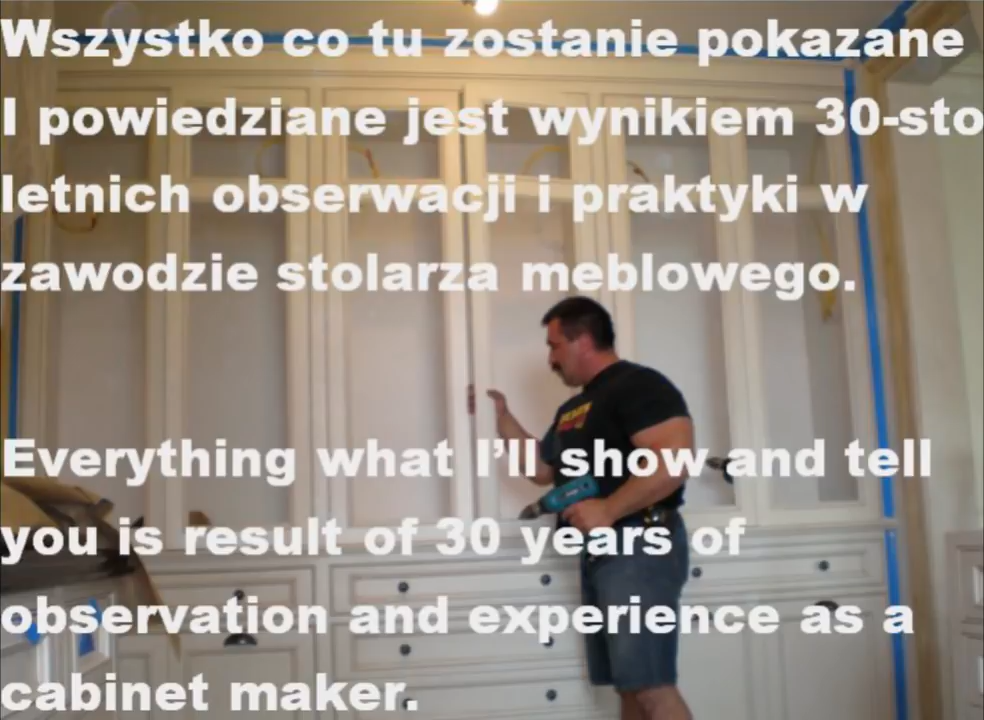 Wszystko co tu zostanie pokazane
I powiedziane jest wynikiem 30-sto
letnich obserwacji i praktyki w
zawodzie stolarza meblowego.
Everything what I’ll show and tell
you is result of 30 years of
observation and experience as a
cabinet maker.